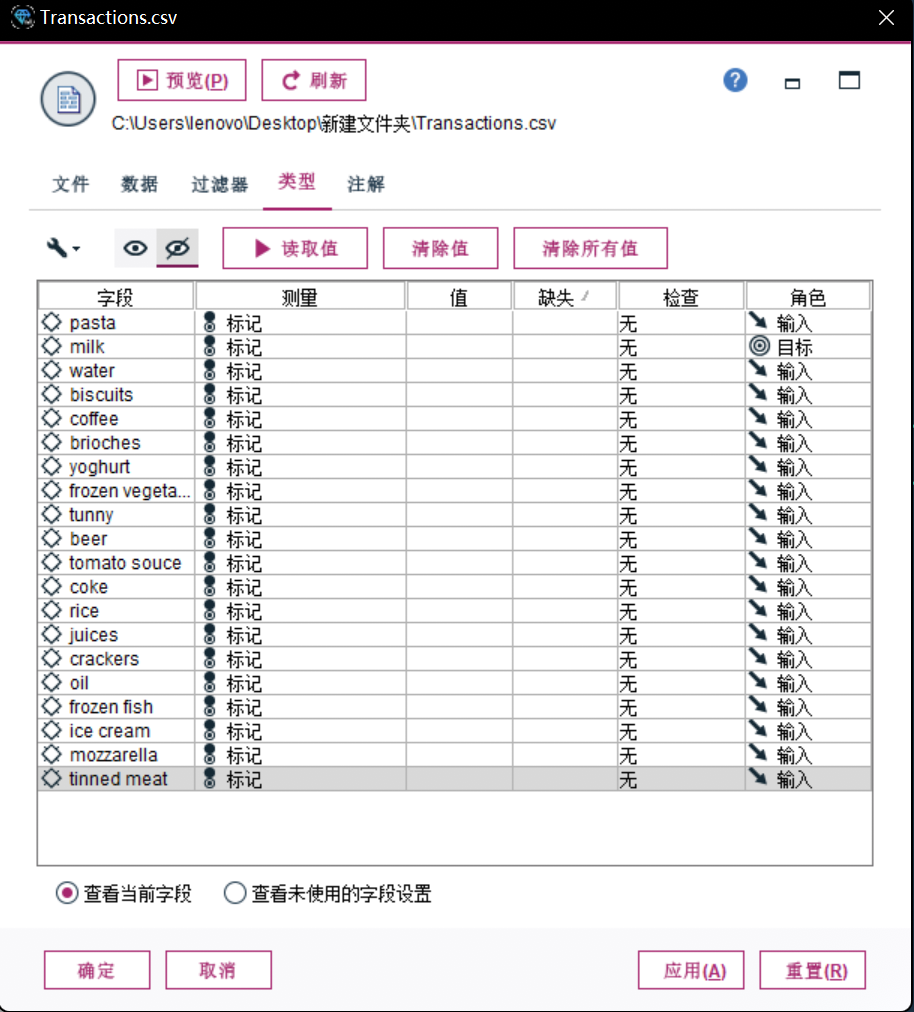 Transactions.csv
预览(P) 刷新
C:\Users\lenovo\Desktop\新建文件夹\Transactions.csv
文件 数据 过滤器 类型 注解
读取值 清除值 清除所有值
字段 测量 值 缺失 检查 角色
pasta 标记 无 输入
milk 标记 无 目标
water 标记 无 输入
biscuits 标记 无 输入
coffee 标记 无 输入
brioches 标记 无 输入
yoghurt 标记 无 输入
frozen vegeta... 标记 无 输入
tunny 标记 无 输入
beer 标记 无 输入
tomato souce 标记 无 输入
coke 标记 无 输入
rice 标记 无 输入
juices 标记 无 输入
crackers 标记 无 输入
oil 标记 无 输入
frozen fish 标记 无 输入
ice cream 标记 无 输入
mozzarella 标记 无 输入
tinned meat 标记 无 输入
查看当前字段 查看未使用的字段设置
确定 取消 应用(A) 重置(R)